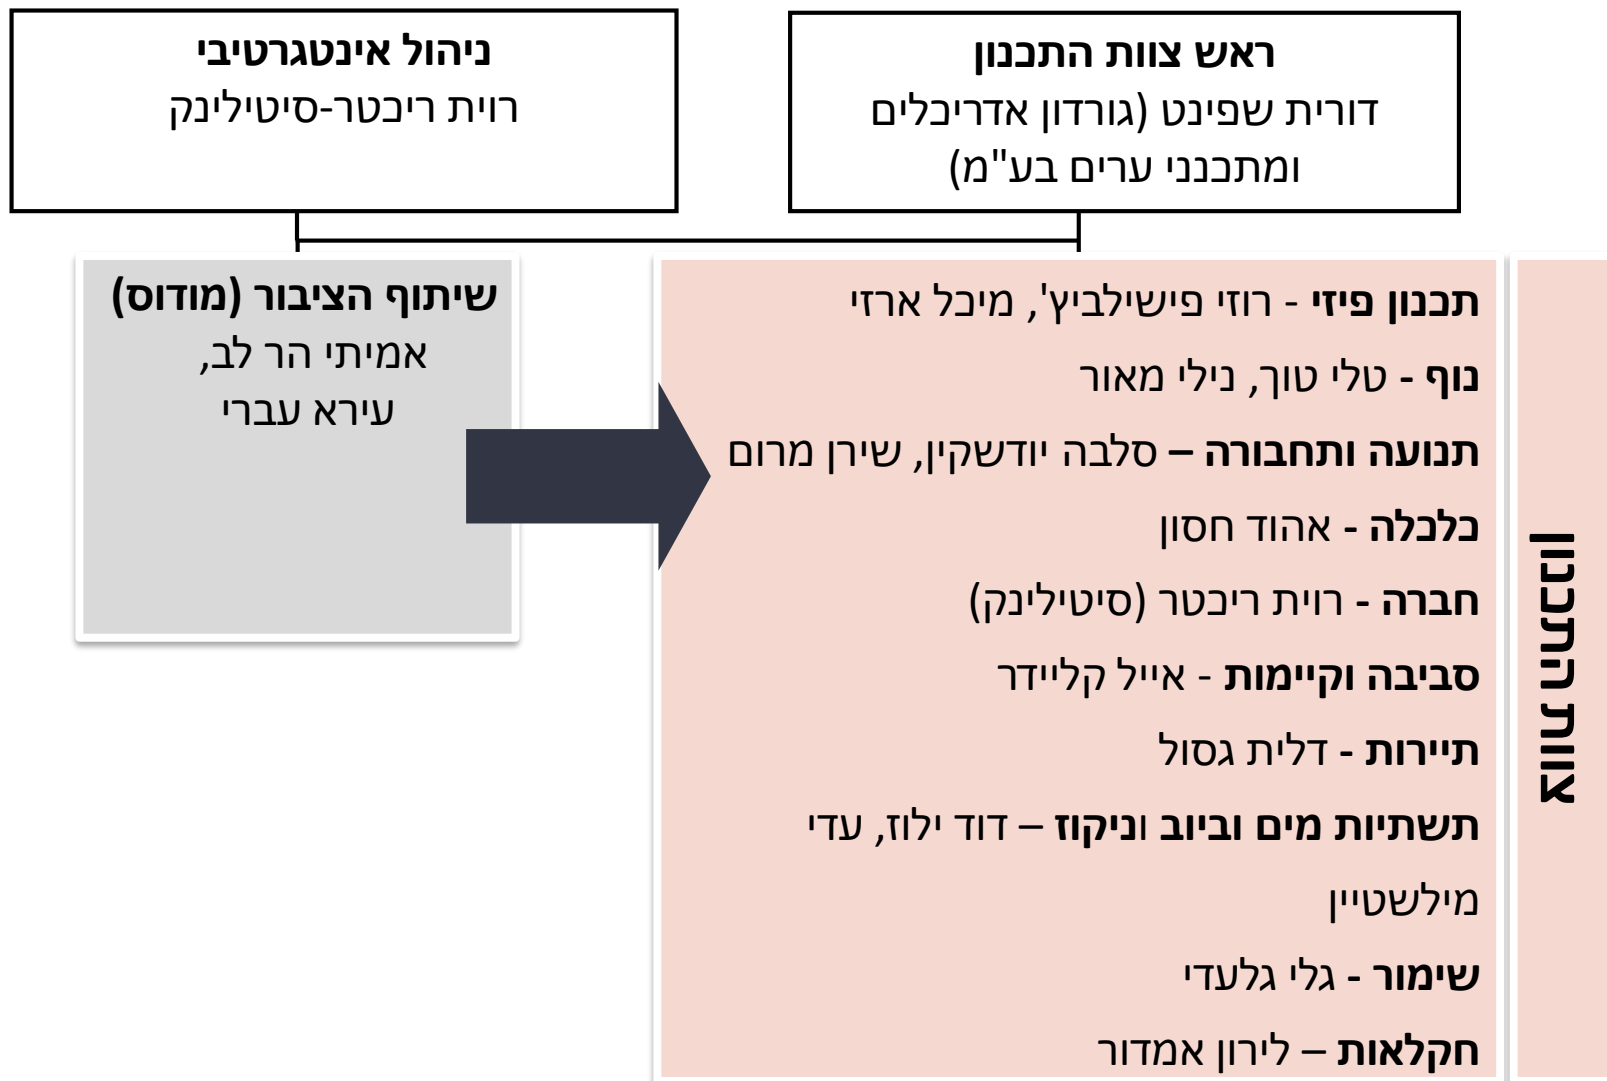 ראש צוות התכנון
דורית שפינט (גורדון אדריכלים
ומתכנני ערים בע"מ)
ניהול אינטגרטיבי
רוית ריכטר-סיטילינק
צוות התכנון
תכנון פיזי - רוזי פישילביץ', מיכל ארזי
נוף - טלי טוך, נילי מאור
תנועה ותחבורה – סלבה יודשקין, שירן מרום
כלכלה - אהוד חסון
חברה - רוית ריכטר (סיטילינק)
סביבה וקיימות - אייל קליידר
תיירות - דלית גסול
תשתיות מים וביוב וניקוז – דוד ילוז, עדי
מילשטיין
שימור - גלי גלעדי
חקלאות – לירון אמדור
שיתוף הציבור (מודוס)
אמיתי הר לב,
עירא עברי